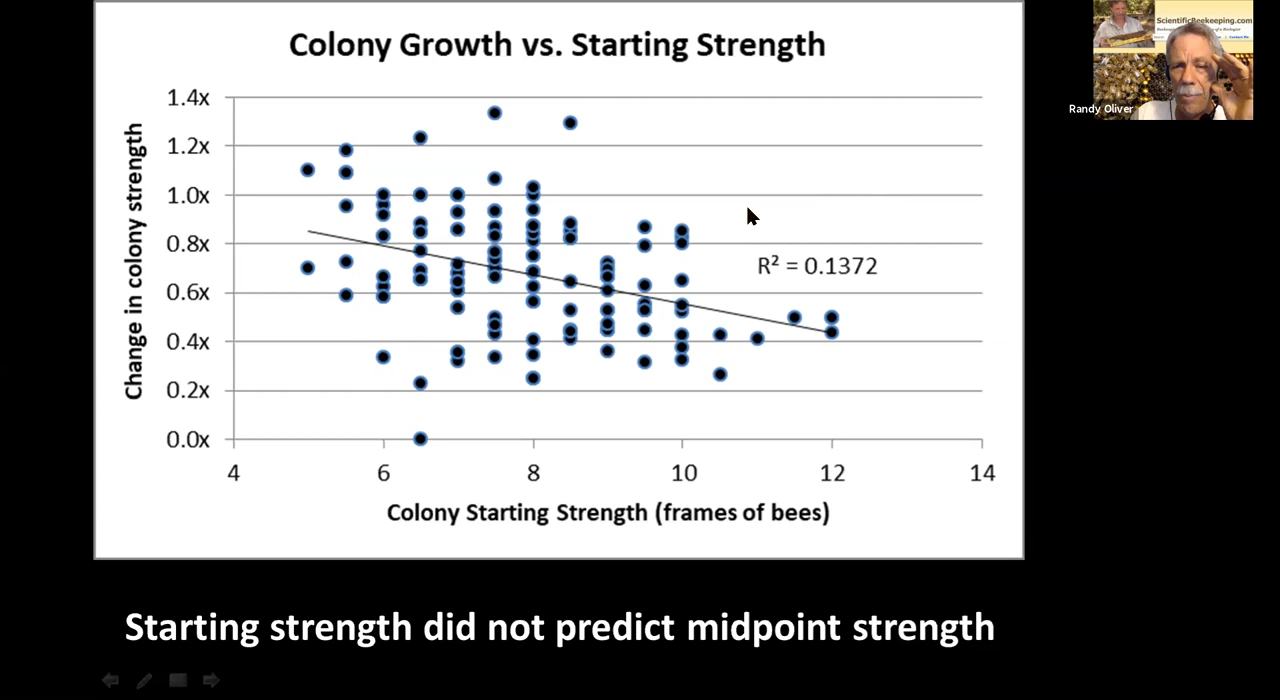 Colony Growth vs. Starting Strength
1.4x
1.2x
1.0x
0.8x
0.6x
0.4x
0.2x
0.0x
Change in colony strength
R² = 0.1372
4 6 8 10 12 14
Colony Starting Strength (frames of bees)
Starting strength did not predict midpoint strength
ScientificBeekeeping.com
Randy Oliver